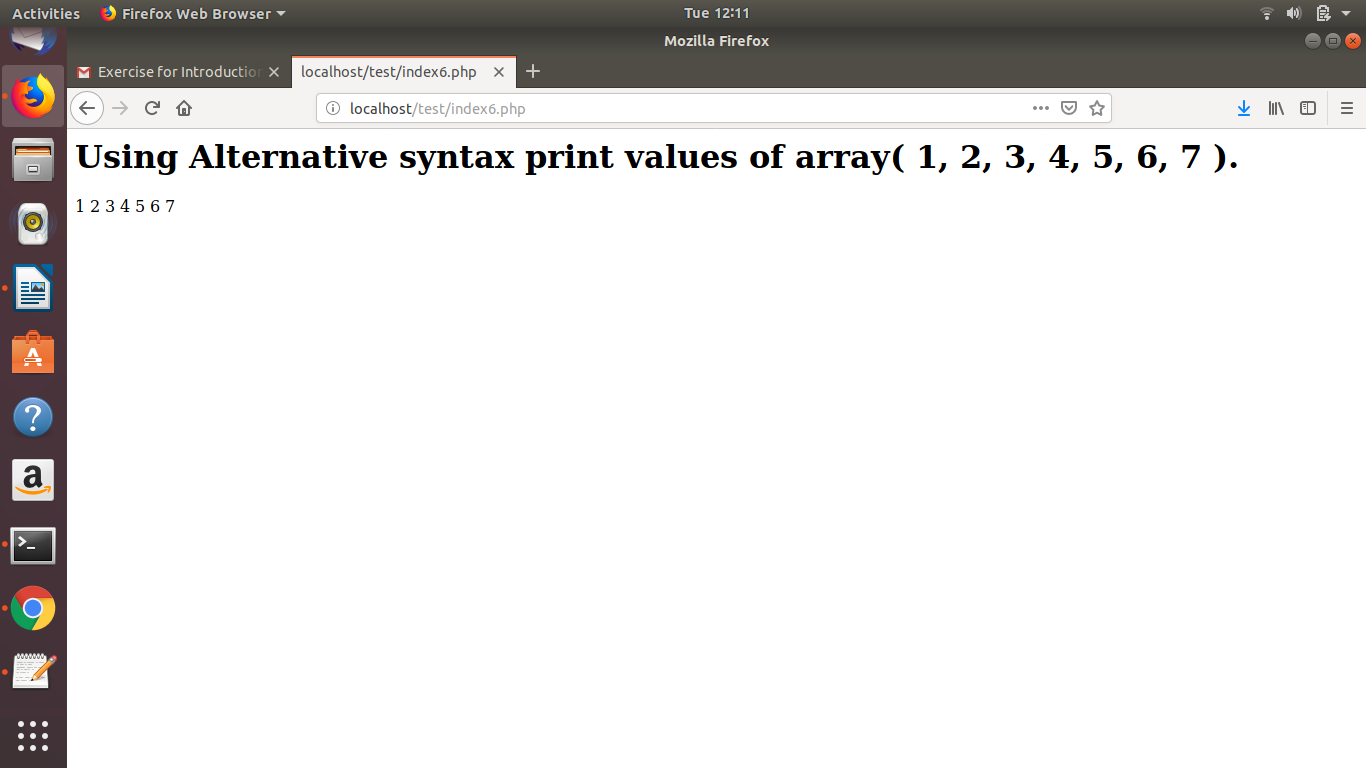 Activities Firefox Web Browser Tue 12:11
Mozilla Firefox
Exercise for Introduction localhost/test/index6.php
localhost/test/index6.php
Using Alternative syntax print values of array( 1, 2, 3, 4, 5, 6, 7 ).
1 2 3 4 5 6 7